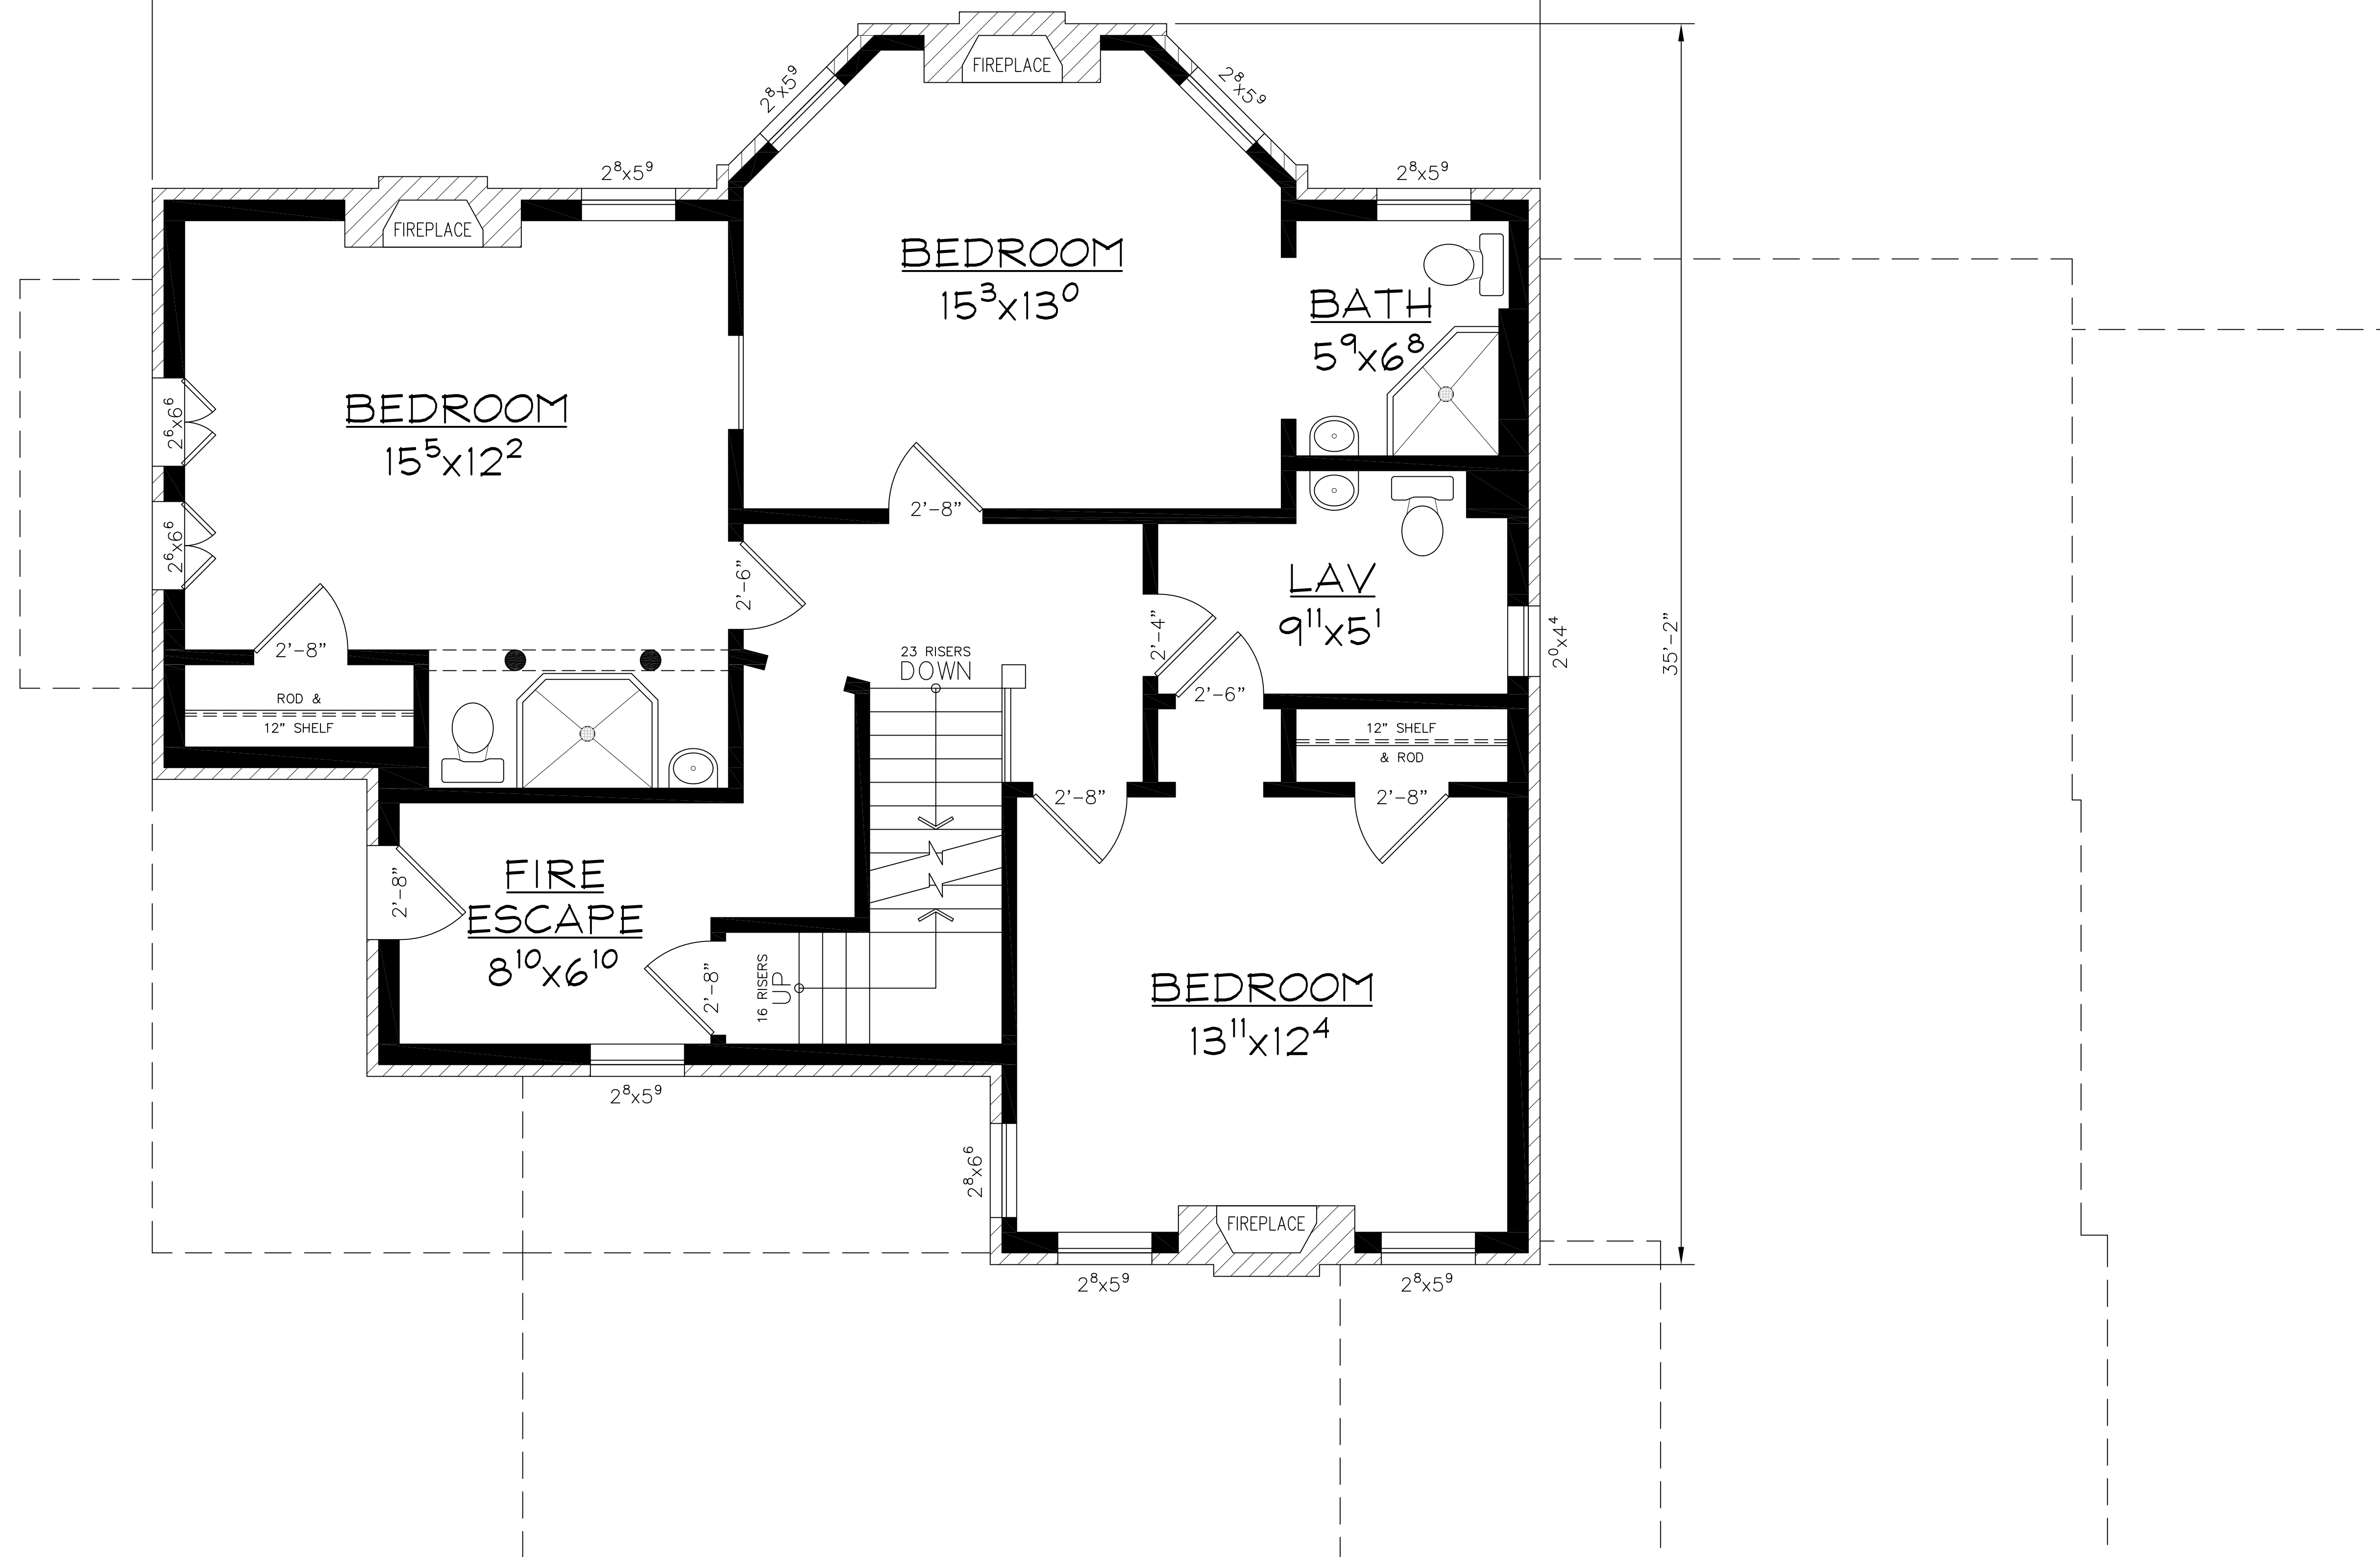 FIREPLACE
2⁸x5⁹
2⁸x5⁹
2⁸x5⁹
2⁸x5⁹
FIREPLACE
BEDROOM
15³x13⁰
BATH
5⁹x6⁸
BEDROOM
15⁵x12²
2⁶x6⁶
2⁶x6⁶
2'-8"
2'-6"
2'-8"
ROD &
12" SHELF
23 RISERS
DOWN
LAV
9¹¹x5¹
2'-4"
2'-6"
2⁰x4⁴
35'-2"
12" SHELF
& ROD
2'-8"
2'-8"
FIRE
ESCAPE
8¹⁰x6¹⁰
2'-8"
2'-8"
16 RISERS
UP
BEDROOM
13¹¹x12⁴
2⁸x5⁹
2⁸x6⁶
FIREPLACE
2⁸x5⁹
2⁸x5⁹